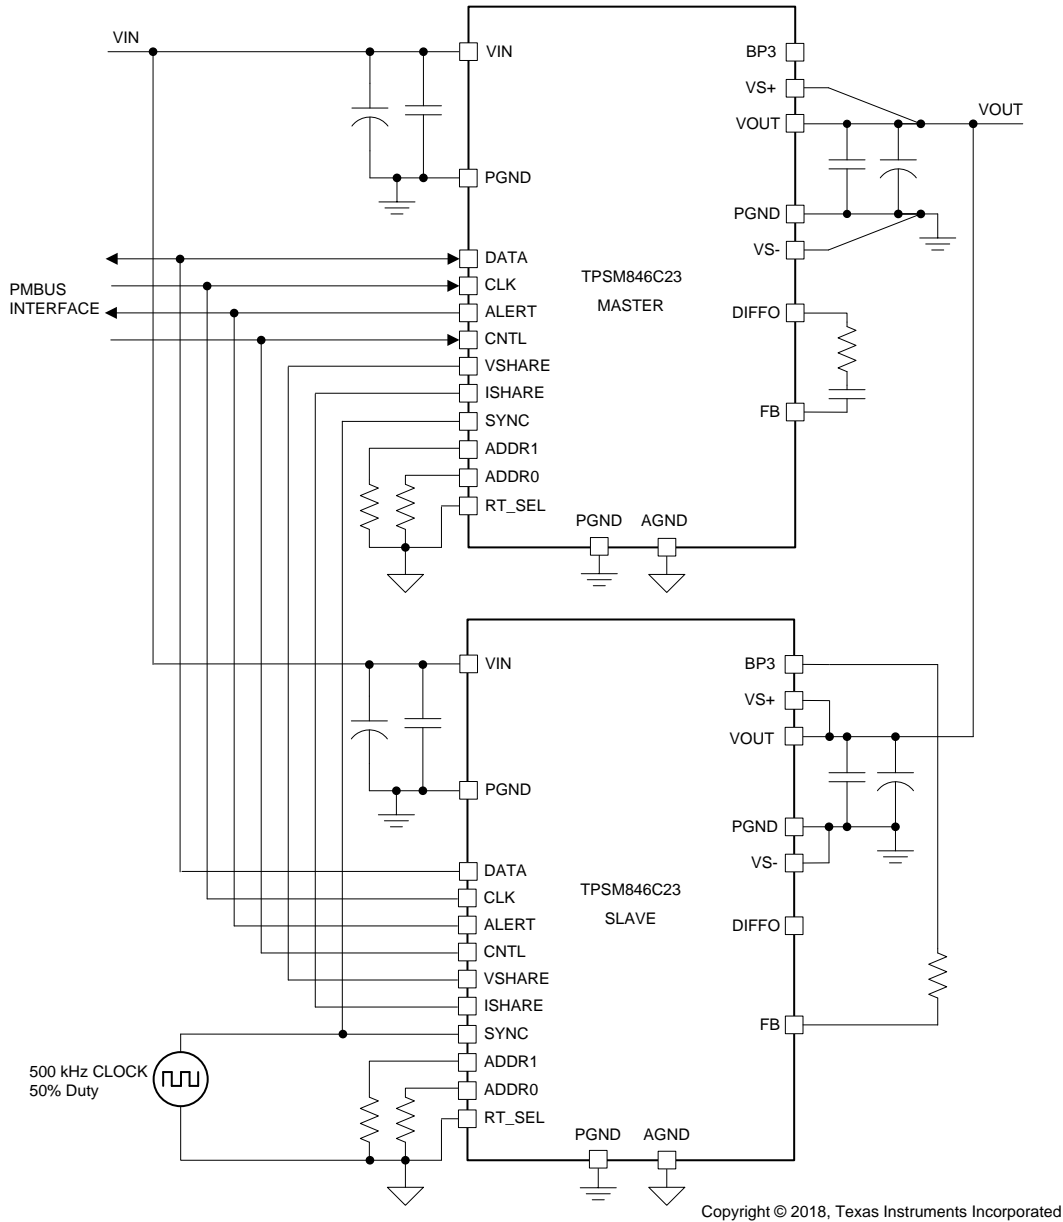 VIN
VIN
BP3
VS+
VOUT
VOUT
PGND
PGND
VS-
DATA
TPSM846C23
MASTER
CLK
PMBUS
INTERFACE
ALERT
DIFFO
CNTL
VSHARE
ISHARE
FB
SYNC
ADDR1
ADDR0
RT_SEL
PGND
AGND
VIN
BP3
VS+
VOUT
PGND
PGND
VS-
DATA
TPSM846C23
SLAVE
CLK
ALERT
DIFFO
CNTL
VSHARE
ISHARE
FB
SYNC
500 kHz CLOCK
50% Duty
ADDR1
ADDR0
RT_SEL
PGND
AGND
Copyright © 2018, Texas Instruments Incorporated